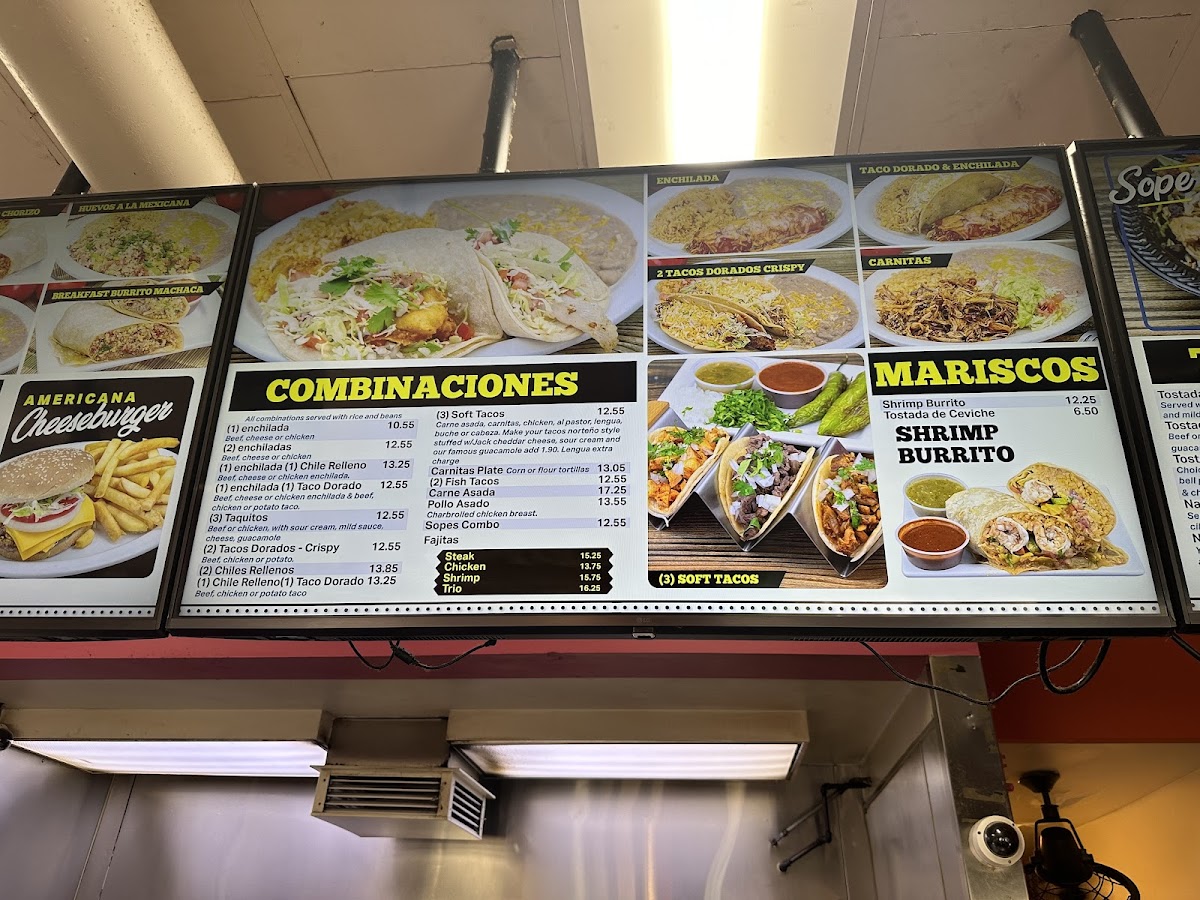 CHORIZO
HUEVOS A LA MEXICANA
BREAKFAST BURRITO MACHACA
AMERICANA
Cheeseburger
ENCHILADA
TACO DORADO & ENCHILADA
2 TACOS DORADOS CRISPY
CARNITAS
COMBINACIONES
All combinations served with rice and beans
(1) enchilada 10.55
Beef, cheese or chicken
(2) enchiladas 12.55
Beef, cheese or chicken
(1) enchilada (1) Chile Relleno 13.25
Beef, cheese or chicken enchilada.
(1) enchilada (1) Taco Dorado 12.55
Beef, cheese or chicken enchilada & beef,
chicken or potato taco.
(3) Taquitos 12.55
Beef or chicken, with sour cream, mild sauce,
cheese, guacamole
(2) Tacos Dorados - Crispy 12.55
Beef, chicken or potato.
(2) Chiles Rellenos 13.85
(1) Chile Relleno(1) Taco Dorado 13.25
Beef, chicken or potato taco
(3) Soft Tacos 12.55
Carne asada, carnitas, chicken, al pastor, lengua,
buche or cabeza. Make your tacos norteño style
stuffed w/Jack cheddar cheese, sour cream and
our famous guacamole add 1.90. Lengua extra
charge
Carnitas Plate Corn or flour tortillas 13.05
(2) Fish Tacos 12.55
Carne Asada 17.25
Pollo Asado 13.55
Charbroiled chicken breast.
Sopes Combo 12.55
Fajitas
Steak 15.25
Chicken 13.75
Shrimp 15.75
Trio 16.25
(3) SOFT TACOS
MARISCOS
Shrimp Burrito 12.25
Tostada de Ceviche 6.50
SHRIMP
BURRITO
Sope
Tostada
Served w
Beef or